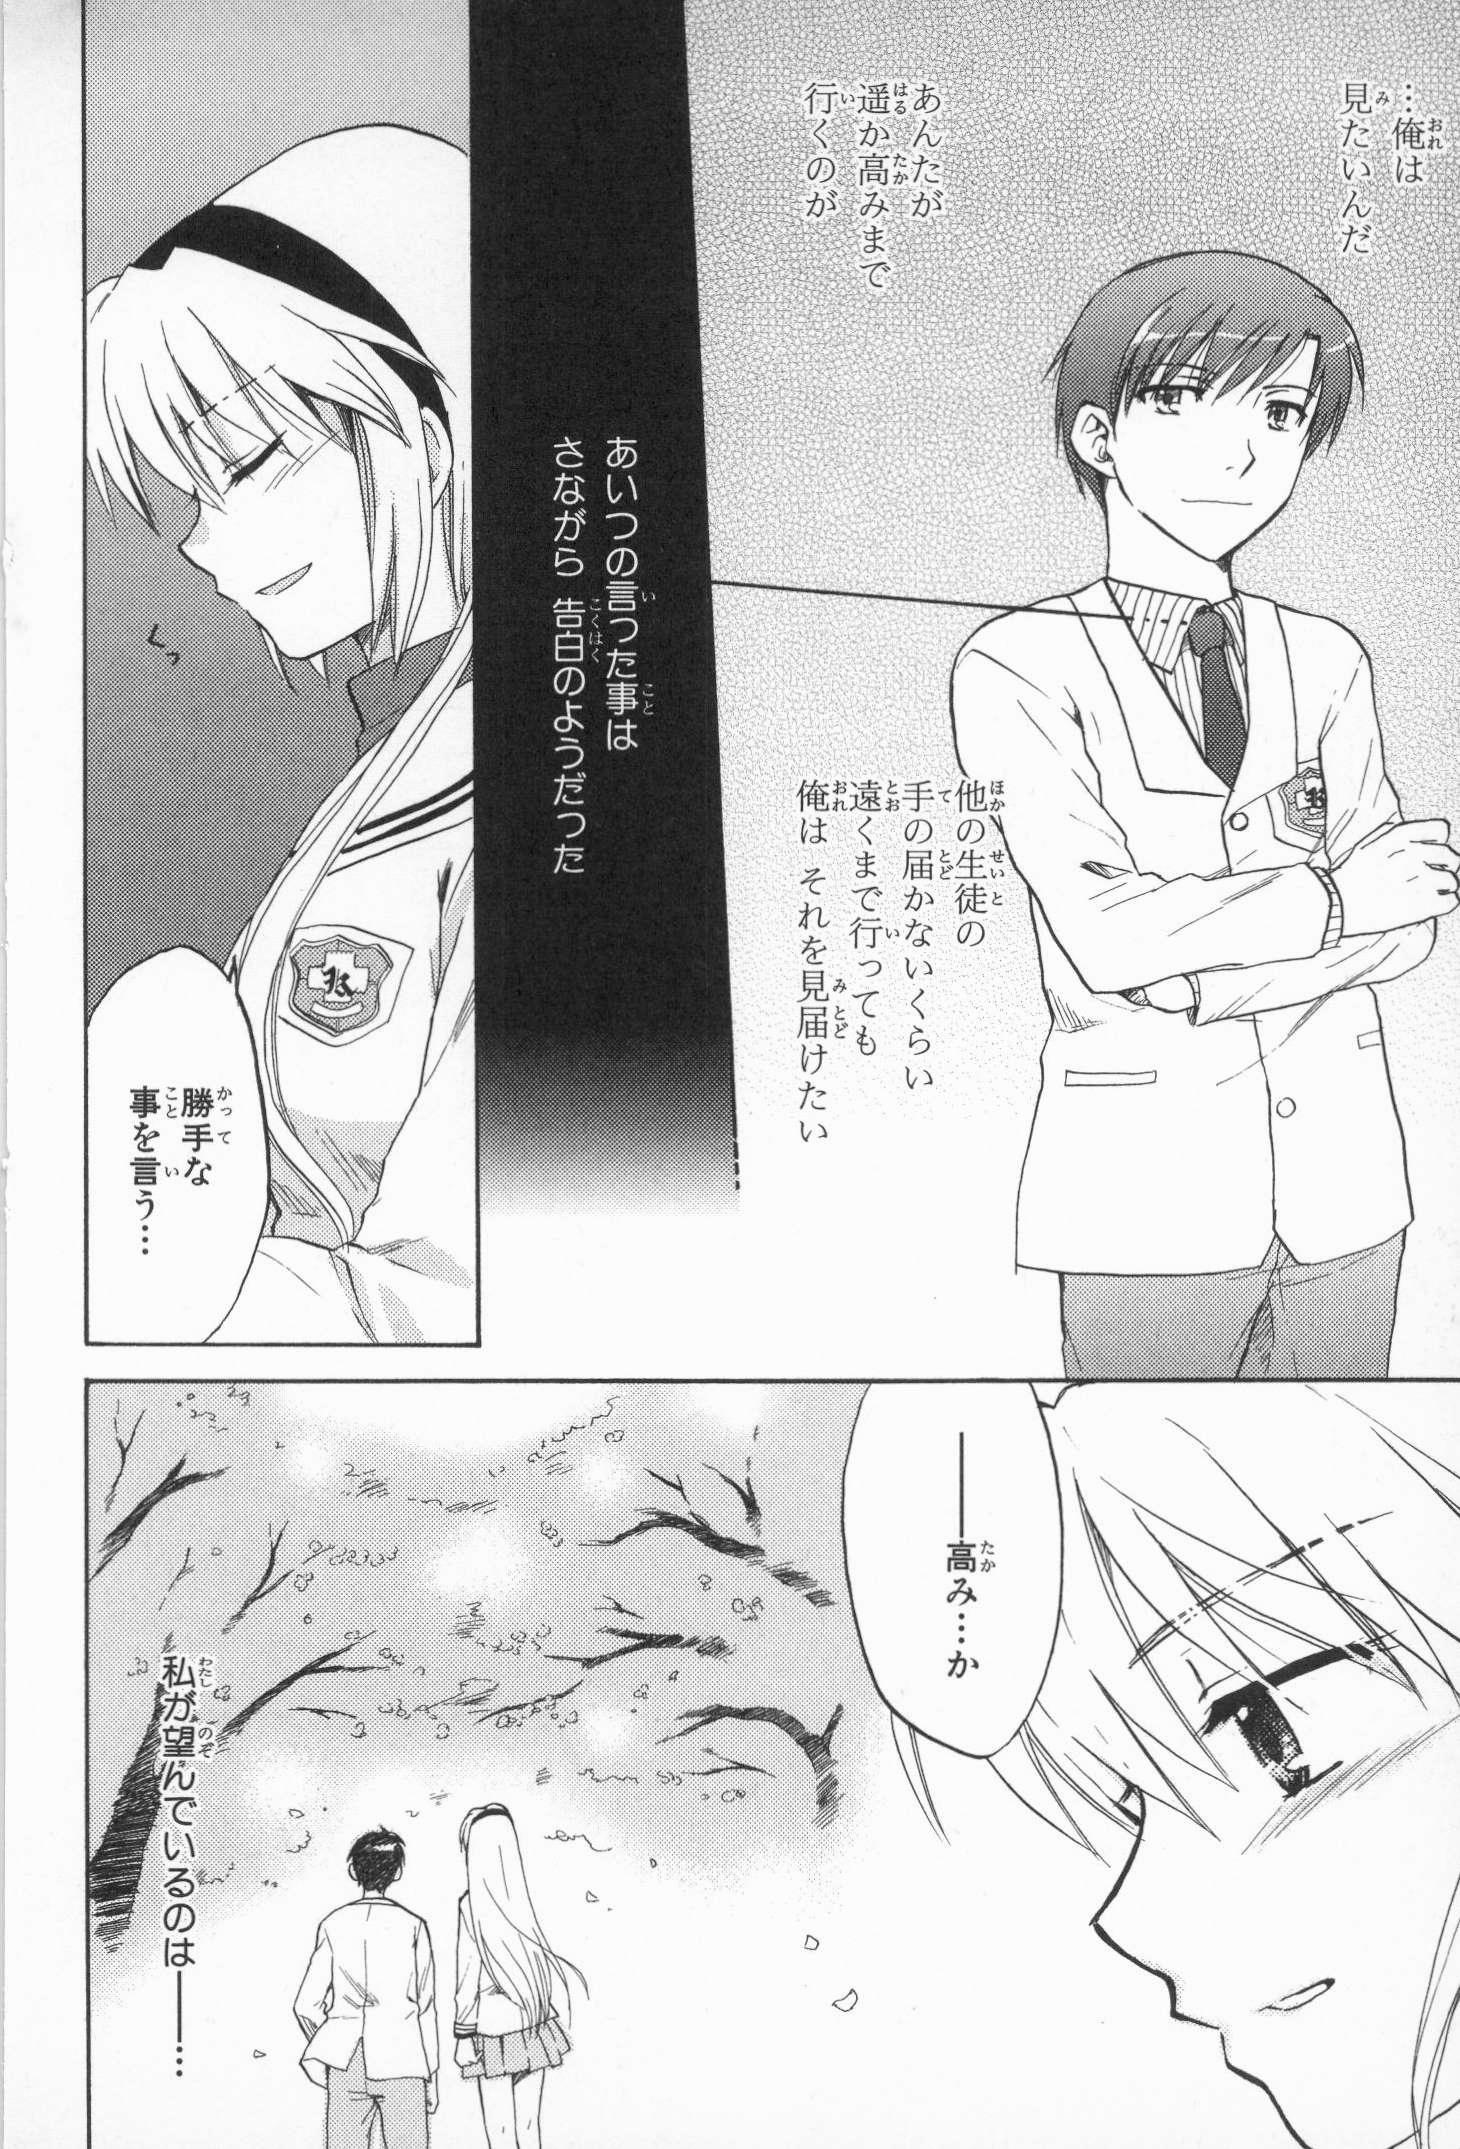 …俺は
見たいんだ
あんたが
遥か高みまで
行くのが
他の生徒の
手の届かないくらい
遠くまで行っても
俺は それを見届けたい
あいつの言った事は
さながら 告白のようだった
くっ
勝手な
事を言う…
――高み…か
私が望んでいるのは――…